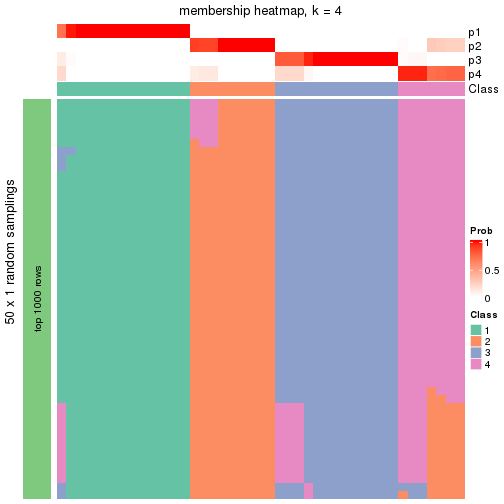 membership heatmap, k = 4
p1
p2
p3
p4
Class
50 x 1 random samplings
top 1000 rows
Prob
1
0.5
0
Class
1
2
3
4